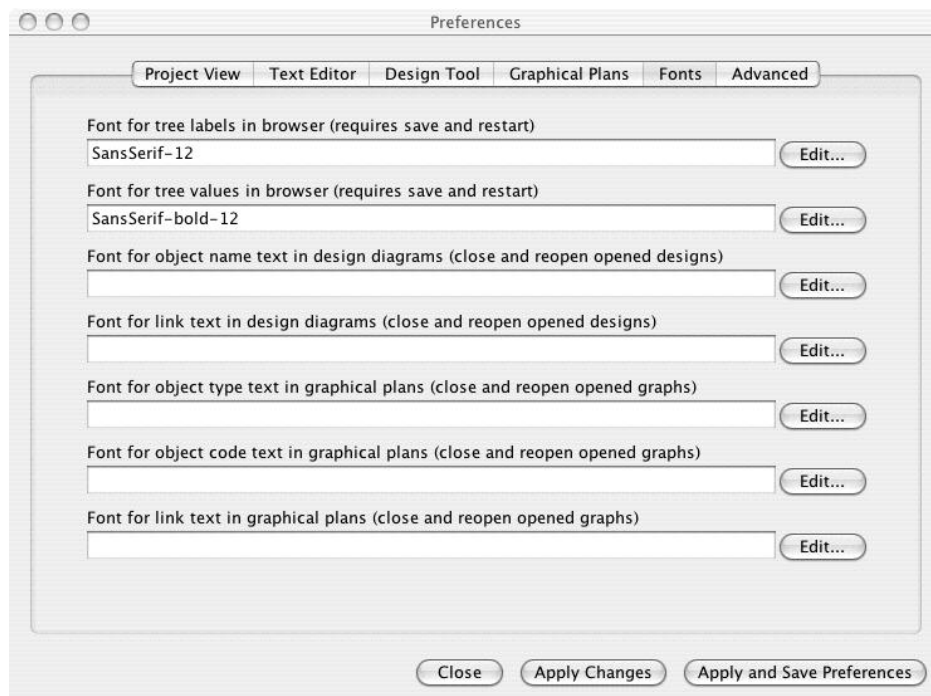 Preferences
Project View Text Editor Design Tool Graphical Plans Fonts Advanced
Font for tree labels in browser (requires save and restart)
SansSerif-12 Edit...
Font for tree values in browser (requires save and restart)
SansSerif-bold-12 Edit...
Font for object name text in design diagrams (close and reopen opened designs)
Edit...
Font for link text in design diagrams (close and reopen opened designs)
Edit...
Font for object type text in graphical plans (close and reopen opened graphs)
Edit...
Font for object code text in graphical plans (close and reopen opened graphs)
Edit...
Font for link text in graphical plans (close and reopen opened graphs)
Edit...
Close Apply Changes Apply and Save Preferences